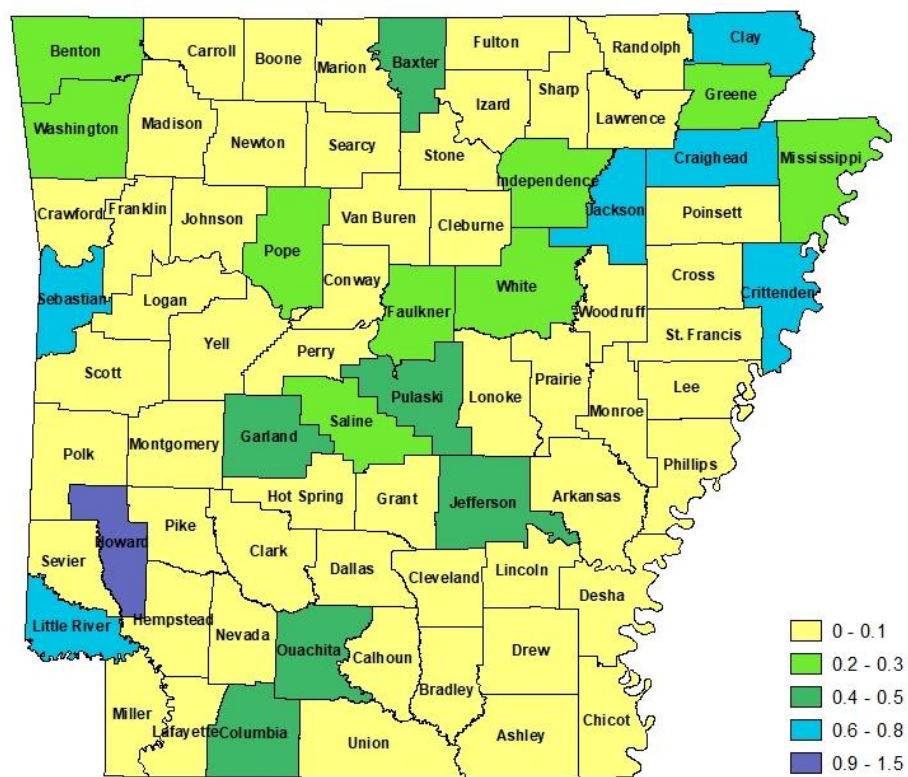 Benton
Carroll
Boone
Marion
Baxter
Fulton
Randolph
Clay
Izard
Sharp
Greene
Washington
Madison
Newton
Searcy
Stone
Lawrence
Independence
Jackson
Craighead
Mississippi
Crawford
Franklin
Johnson
Van Buren
Cleburne
Poinsett
Pope
Conway
White
Cross
Crittenden
Sebastian
Logan
Faulkner
Woodruff
St. Francis
Yell
Perry
Prairie
Scott
Pulaski
Lonoke
Lee
Monroe
Garland
Saline
Polk
Montgomery
Phillips
Hot Spring
Grant
Jefferson
Arkansas
Howard
Pike
Sevier
Clark
Dallas
Cleveland
Lincoln
Desha
Little River
Hempstead
Nevada
Ouachita
Calhoun
Bradley
Drew
Miller
Lafayette
Columbia
Union
Ashley
Chicot
0 - 0.1
0.2 - 0.3
0.4 - 0.5
0.6 - 0.8
0.9 - 1.5